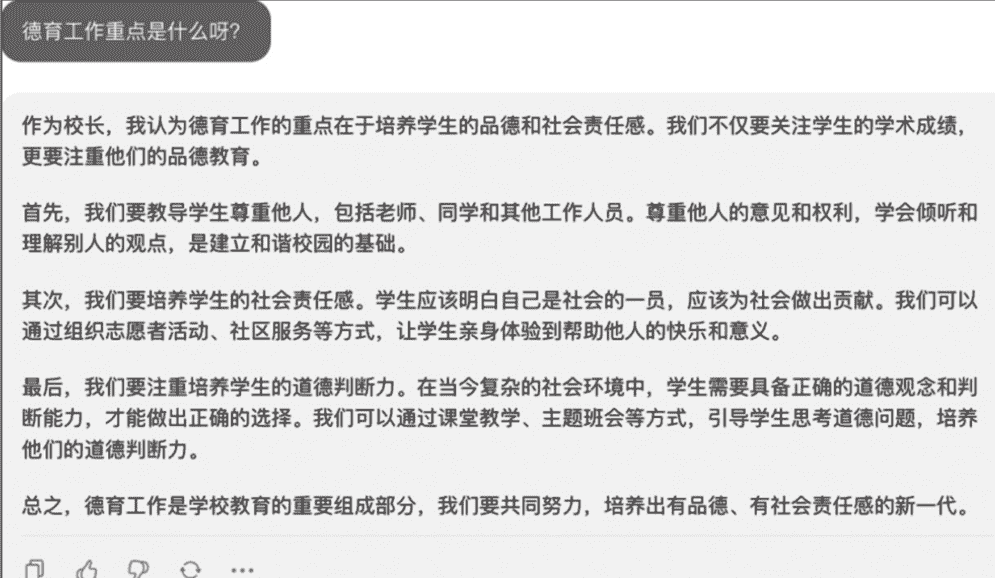 德育工作重点是什么呀？
作为校长，我认为德育工作的重点在于培养学生的品德和社会责任感。我们不仅要关注学生的学术成绩，
更要注重他们的品德教育。
首先，我们要教导学生尊重他人，包括老师、同学和其他工作人员。尊重他人的意见和权利，学会倾听和
理解别人的观点，是建立和谐校园的基础。
其次，我们要培养学生的社会责任感。学生应该明白自己是社会的一员，应该为社会做出贡献。我们可以
通过组织志愿者活动、社区服务等方式，让学生亲身体验到帮助他人的快乐和意义。
最后，我们要注重培养学生的道德判断力。在当今复杂的社会环境中，学生需要具备正确的道德观念和判
断能力，才能做出正确的选择。我们可以通过课堂教学、主题班会等方式，引导学生思考道德问题，培养
他们的道德判断力。
总之，德育工作是学校教育的重要组成部分，我们要共同努力，培养出有品德、有社会责任感的新一代。